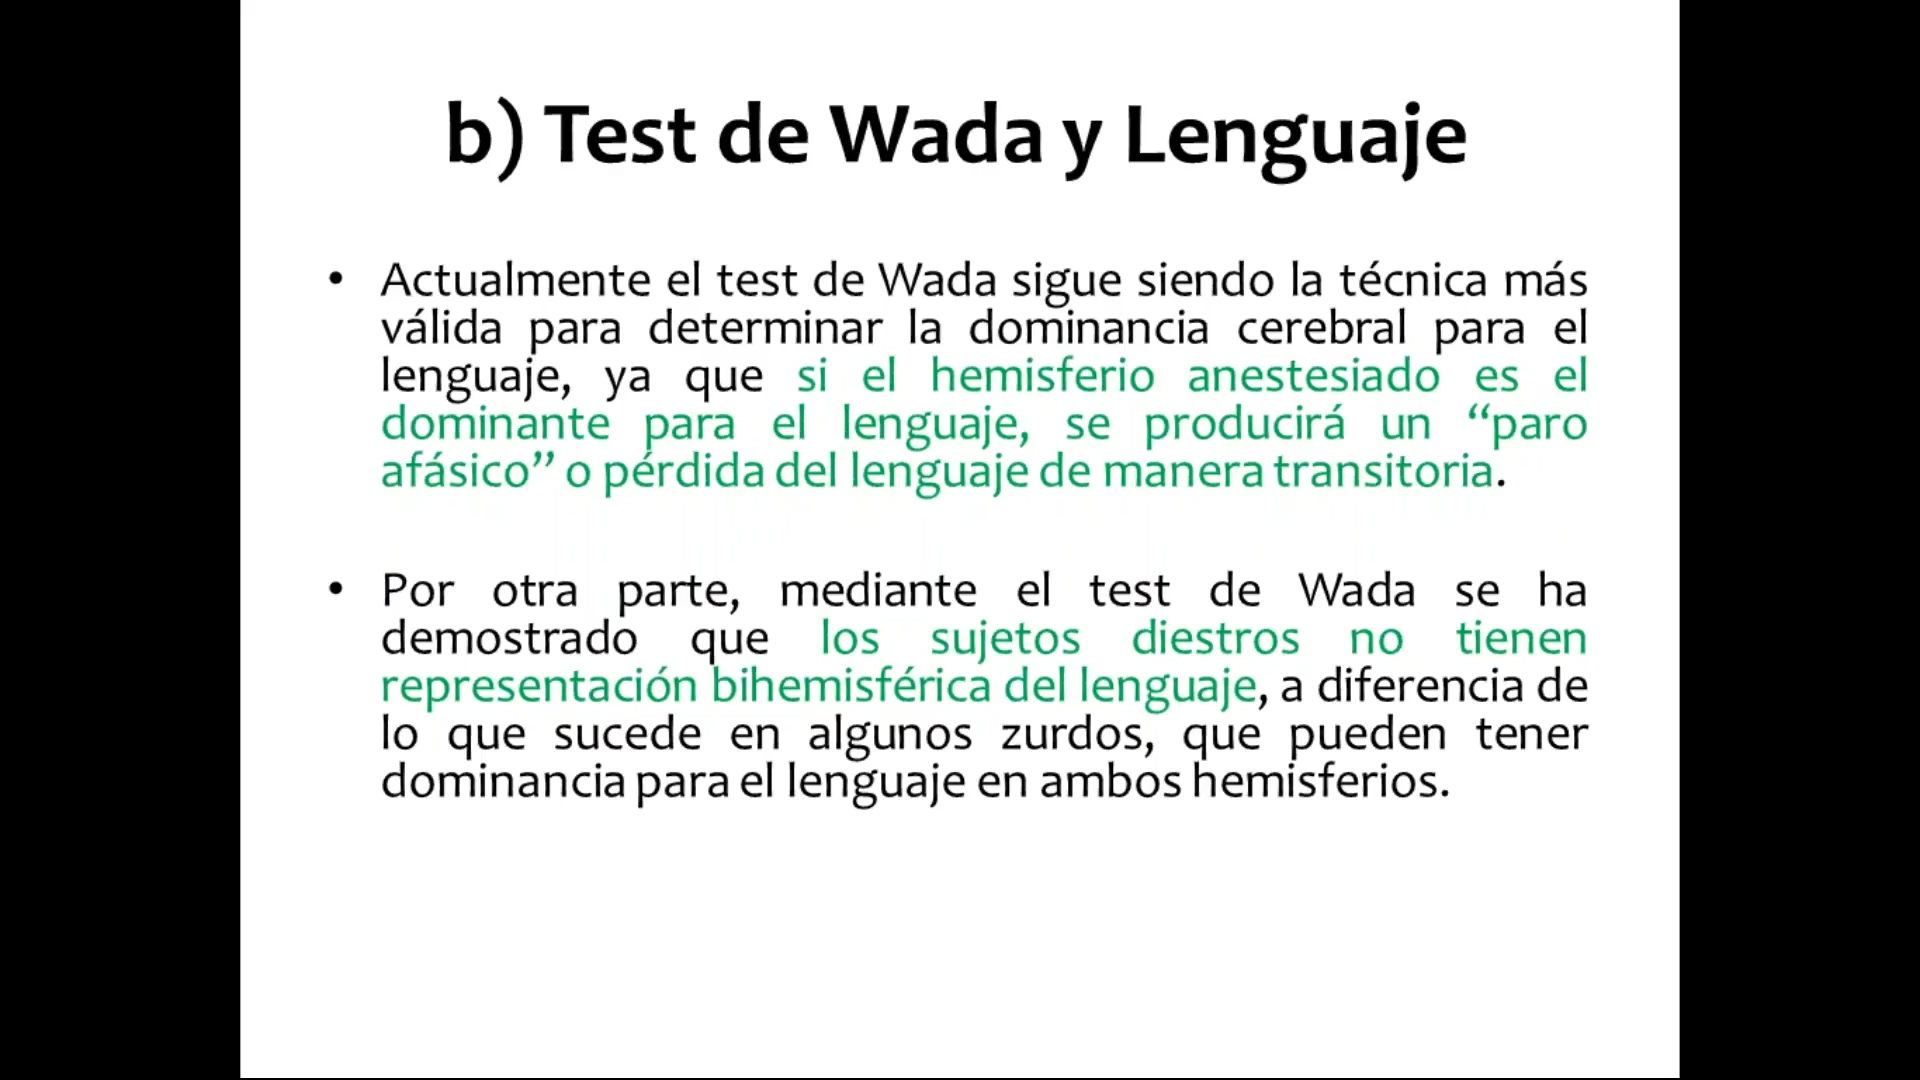 b) Test de Wada y Lenguaje
• Actualmente el test de Wada sigue siendo la técnica más
válida para determinar la dominancia cerebral para el
lenguaje, ya que si el hemisferio anestesiado es el
dominante para el lenguaje, se producirá un “paro
afásico” o pérdida del lenguaje de manera transitoria.
• Por otra parte, mediante el test de Wada se ha
demostrado que los sujetos diestros no tienen
representación bihemisférica del lenguaje, a diferencia de
lo que sucede en algunos zurdos, que pueden tener
dominancia para el lenguaje en ambos hemisferios.